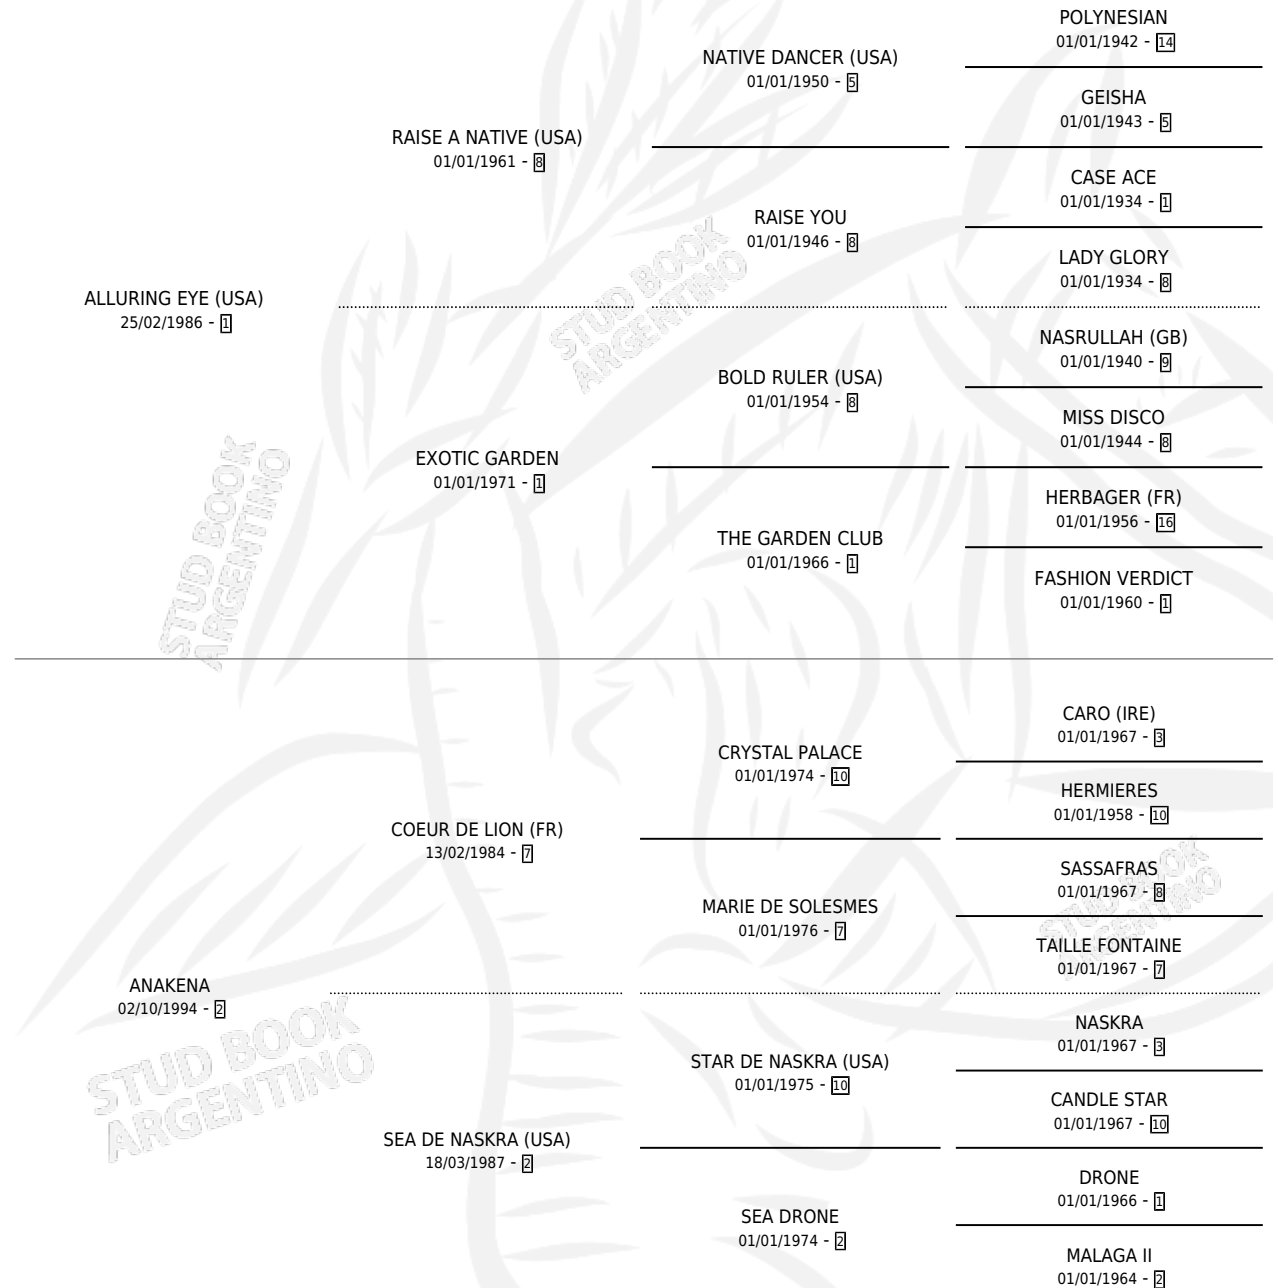 POLYNESIAN
01/01/1942 - 14
NATIVE DANCER (USA)
01/01/1950 - 5
GEISHA
01/01/1943 - 5
RAISE A NATIVE (USA)
01/01/1961 - 8
CASE ACE
01/01/1934 - 1
RAISE YOU
01/01/1946 - 8
LADY GLORY
01/01/1934 - 8
ALLURING EYE (USA)
25/02/1986 - 1
STUD BOOK
ARGENTINO
NASRULLAH (GB)
01/01/1940 - 9
BOLD RULER (USA)
01/01/1954 - 8
MISS DISCO
01/01/1944 - 8
EXOTIC GARDEN
01/01/1971 - 1
HERBAGER (FR)
01/01/1956 - 16
THE GARDEN CLUB
01/01/1966 - 1
FASHION VERDICT
01/01/1960 - 1
STUD BOOK
ARGENTINO
CARO (IRE)
01/01/1967 - 3
CRYSTAL PALACE
01/01/1974 - 10
HERMIERES
01/01/1958 - 10
COEUR DE LION (FR)
13/02/1984 - 7
SASSAFRAS
01/01/1967 - 8
MARIE DE SOLESMES
01/01/1976 - 7
TAILLE FONTAINE
01/01/1967 - 7
STUD BOOK
ARGENTINO
ANAKENA
02/10/1994 - 2
STUD BOOK
ARGENTINO
NASKRA
01/01/1967 - 3
STAR DE NASKRA (USA)
01/01/1975 - 10
CANDLE STAR
01/01/1967 - 10
SEA DE NASKRA (USA)
18/03/1987 - 2
DRONE
01/01/1966 - 1
SEA DRONE
01/01/1974 - 2
MALAGA II
01/01/1964 - 2